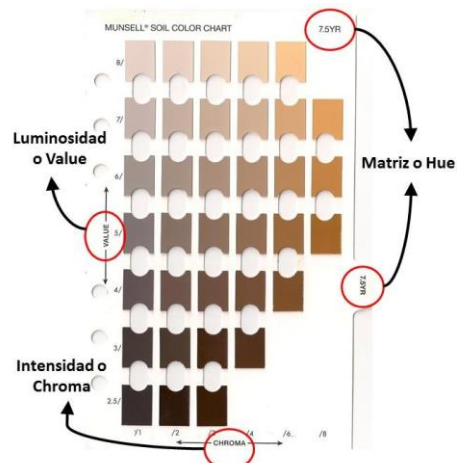 MUNSELL® SOIL COLOR CHART
7.5YR
8/
7/
Luminosidad
o Value
Matriz o Hue
6/
5/
VALUE
4/
7.5YR
3/
Intensidad o
Chroma
2.5/
/1 /2 /3 /4 /6 /8
CHROMA